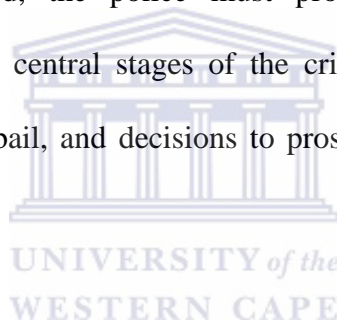 d, the police must pro
central stages of the cri
bail, and decisions to pros
UNIVERSITY of the
WESTERN CAPE